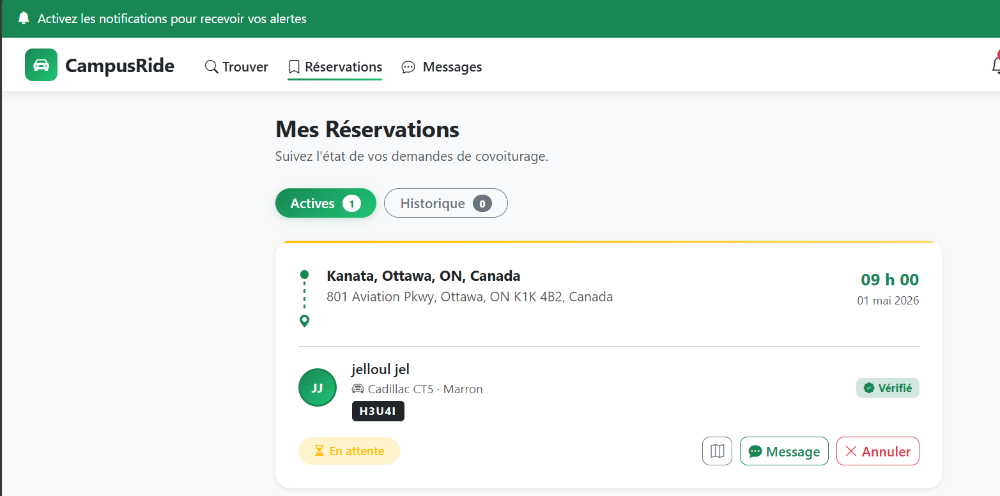 Activez les notifications pour recevoir vos alertes
CampusRide
Trouver
Réservations
Messages
Mes Réservations
Suivez l'état de vos demandes de covoiturage.
Actives 1
Historique 0
Kanata, Ottawa, ON, Canada
801 Aviation Pkwy, Ottawa, ON K1K 4B2, Canada
09 h 00
01 mai 2026
JJ
jelloul jel
Cadillac CT5 · Marron
H3U4I
Vérifié
En attente
Message
Annuler